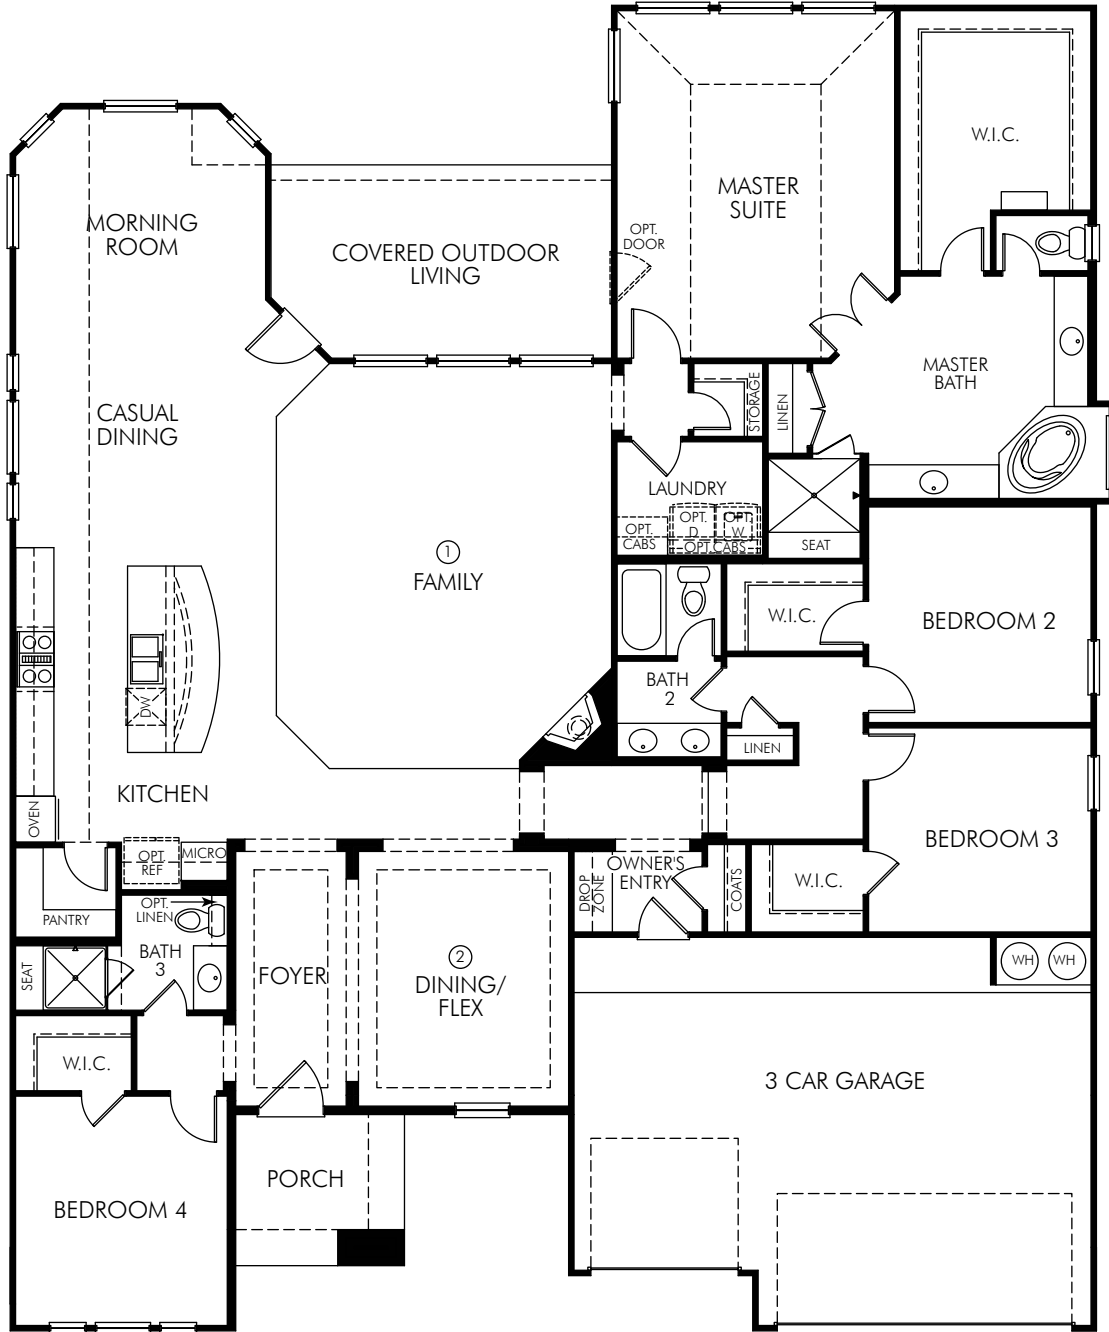 W.I.C.
MASTER
SUITE
MORNING
ROOM
OPT.
DOOR
COVERED OUTDOOR
LIVING
MASTER
BATH
STORAGE
LINEN
CASUAL
DINING
LAUNDRY
OPT.
CABS
OPT.
D
OPT.
W
OPT.CABS
SEAT
1
FAMILY
W.I.C.
BEDROOM 2
BATH
2
DW
LINEN
KITCHEN
OVEN
BEDROOM 3
OPT.
REF
MICRO
OWNER'S
ENTRY
DROP
ZONE
COATS
W.I.C.
PANTRY
OPT.
LINEN
BATH
3
SEAT
FOYER
2
DINING/
FLEX
WH
WH
W.I.C.
3 CAR GARAGE
PORCH
BEDROOM 4